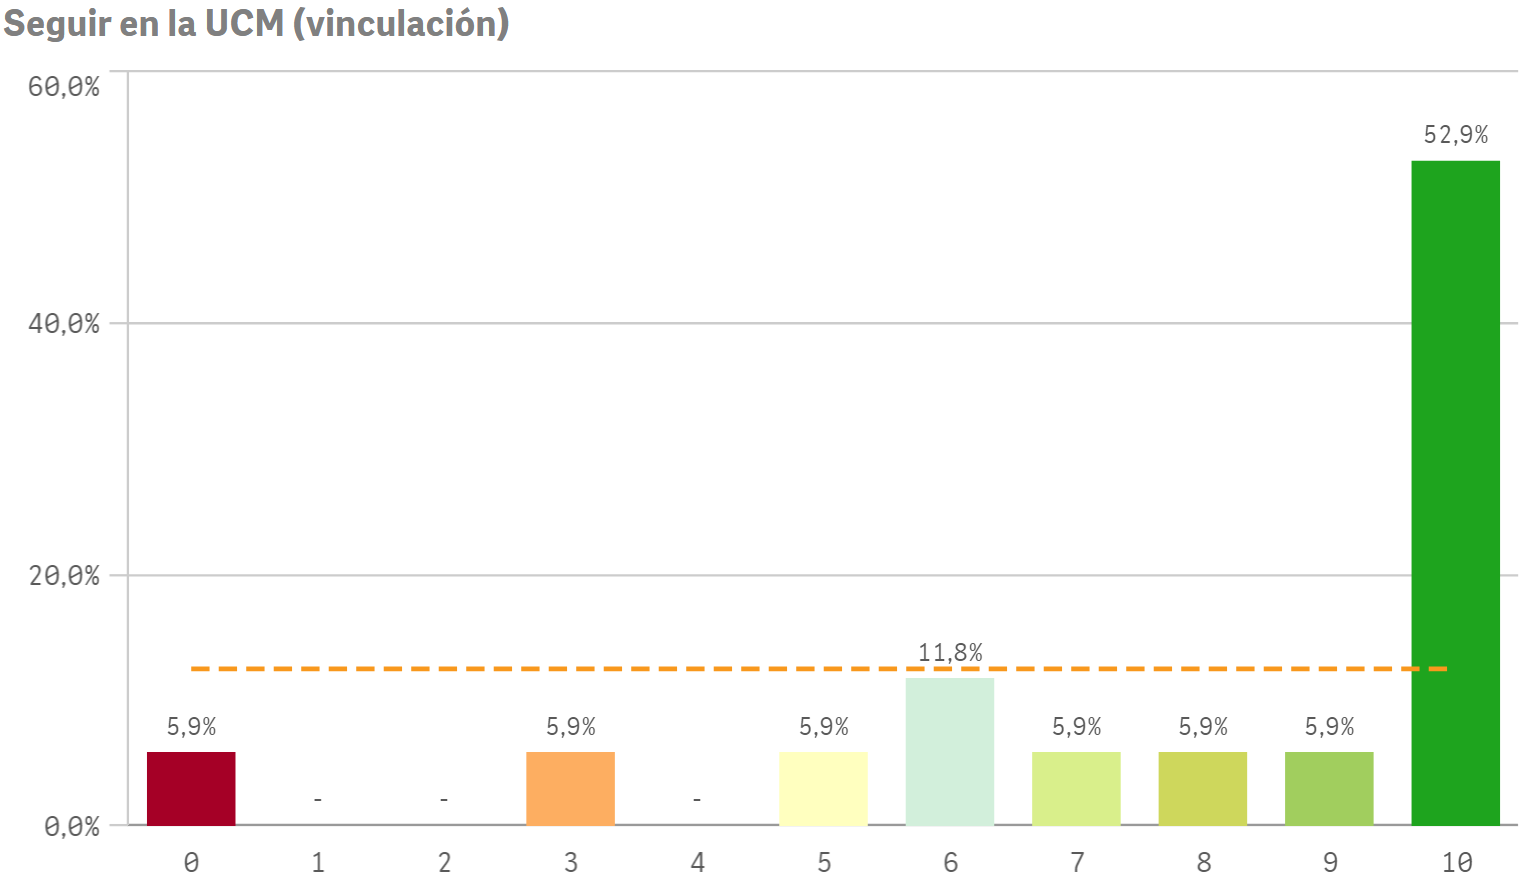 Seguir en la UCM (vinculación)
60,0%
52,9%
40,0%
20,0%
11,8%
5,9% 5,9% 5,9% 5,9% 5,9% 5,9%
- - -
0,0%
0 1 2 3 4 5 6 7 8 9 10